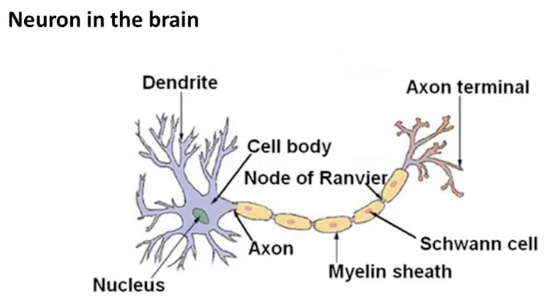 Neuron in the brain
Dendrite
Axon terminal
Cell body
Node of Ranvier
Axon
Schwann cell
Myelin sheath
Nucleus